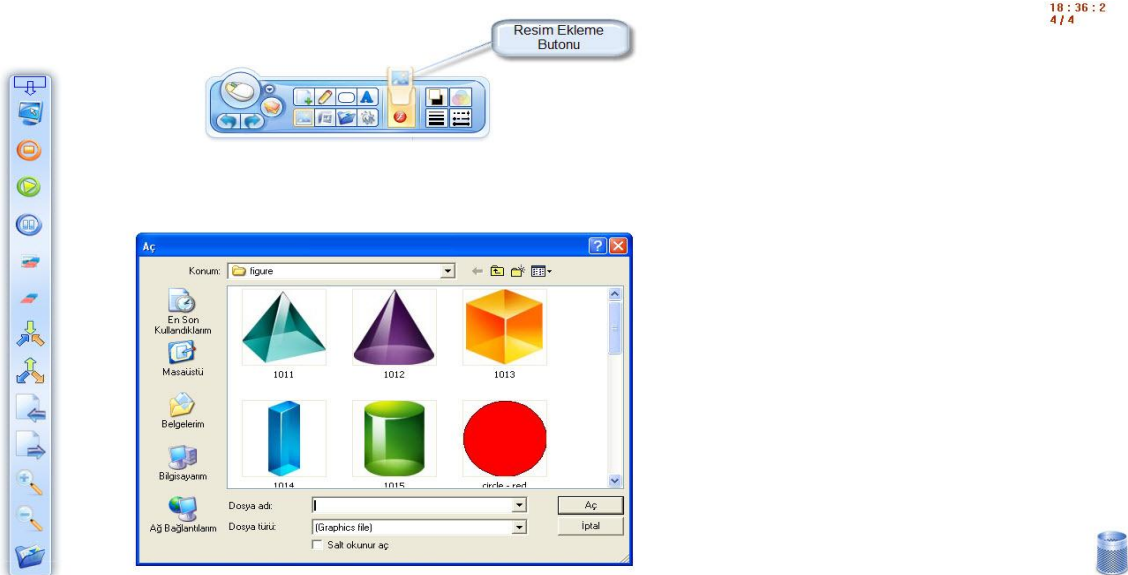 18 : 36 : 2
4 / 4
Resim Ekleme
Butonu
A
Aç
Konum:
figure
En Son
Kullandıklarım
Masaüstü
Belgelerim
Bilgisayarım
Ağ Bağlantılarım
1011
1012
1013
1014
1015
circle - red
Dosya adı:
Aç
Dosya türü:
(Graphics file)
İptal
Salt okunur aç